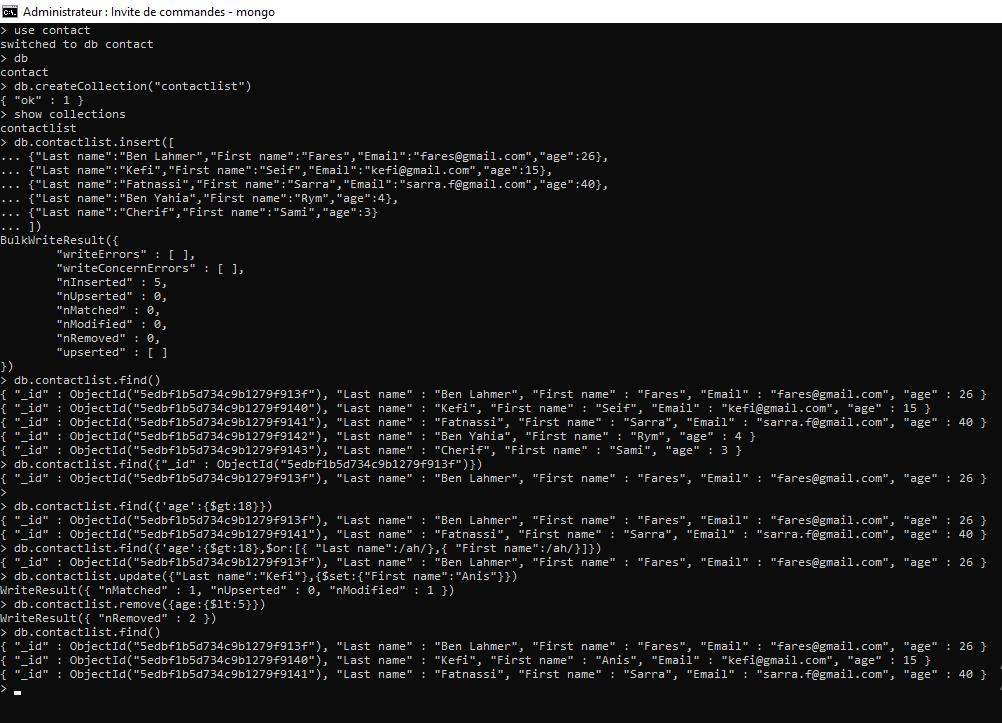 Administrateur : Invite de commandes - mongo
> use contact
switched to db contact
> db
contact
> db.createCollection("contactlist")
{ "ok" : 1 }
> show collections
contactlist
> db.contactlist.insert([
... {"Last name":"Ben Lahmer","First name":"Fares","Email":"fares@gmail.com","age":26},
... {"Last name":"Kefi","First name":"Seif","Email":"kefi@gmail.com","age":15},
... {"Last name":"Fatnassi","First name":"Sarra","Email":"sarra.f@gmail.com","age":40},
... {"Last name":"Ben Yahia","First name":"Rym","age":4},
... {"Last name":"Cherif","First name":"Sami","age":3}
... ])
BulkWriteResult({
        "writeErrors" : [ ],
        "writeConcernErrors" : [ ],
        "nInserted" : 5,
        "nUpserted" : 0,
        "nMatched" : 0,
        "nModified" : 0,
        "nRemoved" : 0,
        "upserted" : [ ]
})
> db.contactlist.find()
{ "_id" : ObjectId("5edbf1b5d734c9b1279f913f"), "Last name" : "Ben Lahmer", "First name" : "Fares", "Email" : "fares@gmail.com", "age" : 26 }
{ "_id" : ObjectId("5edbf1b5d734c9b1279f9140"), "Last name" : "Kefi", "First name" : "Seif", "Email" : "kefi@gmail.com", "age" : 15 }
{ "_id" : ObjectId("5edbf1b5d734c9b1279f9141"), "Last name" : "Fatnassi", "First name" : "Sarra", "Email" : "sarra.f@gmail.com", "age" : 40 }
{ "_id" : ObjectId("5edbf1b5d734c9b1279f9142"), "Last name" : "Ben Yahia", "First name" : "Rym", "age" : 4 }
{ "_id" : ObjectId("5edbf1b5d734c9b1279f9143"), "Last name" : "Cherif", "First name" : "Sami", "age" : 3 }
> db.contactlist.find({"_id" : ObjectId("5edbf1b5d734c9b1279f913f")})
{ "_id" : ObjectId("5edbf1b5d734c9b1279f913f"), "Last name" : "Ben Lahmer", "First name" : "Fares", "Email" : "fares@gmail.com", "age" : 26 }
>
> db.contactlist.find({'age':{$gt:18}})
{ "_id" : ObjectId("5edbf1b5d734c9b1279f913f"), "Last name" : "Ben Lahmer", "First name" : "Fares", "Email" : "fares@gmail.com", "age" : 26 }
{ "_id" : ObjectId("5edbf1b5d734c9b1279f9141"), "Last name" : "Fatnassi", "First name" : "Sarra", "Email" : "sarra.f@gmail.com", "age" : 40 }
> db.contactlist.find({'age':{$gt:18},$or:[{ "Last name":/ah/},{ "First name":/ah/}]})
{ "_id" : ObjectId("5edbf1b5d734c9b1279f913f"), "Last name" : "Ben Lahmer", "First name" : "Fares", "Email" : "fares@gmail.com", "age" : 26 }
> db.contactlist.update({"Last name":"Kefi"},{$set:{"First name":"Anis"}})
WriteResult({ "nMatched" : 1, "nUpserted" : 0, "nModified" : 1 })
> db.contactlist.remove({age:{$lt:5}})
WriteResult({ "nRemoved" : 2 })
> db.contactlist.find()
{ "_id" : ObjectId("5edbf1b5d734c9b1279f913f"), "Last name" : "Ben Lahmer", "First name" : "Fares", "Email" : "fares@gmail.com", "age" : 26 }
{ "_id" : ObjectId("5edbf1b5d734c9b1279f9140"), "Last name" : "Kefi", "First name" : "Anis", "Email" : "kefi@gmail.com", "age" : 15 }
{ "_id" : ObjectId("5edbf1b5d734c9b1279f9141"), "Last name" : "Fatnassi", "First name" : "Sarra", "Email" : "sarra.f@gmail.com", "age" : 40 }
>